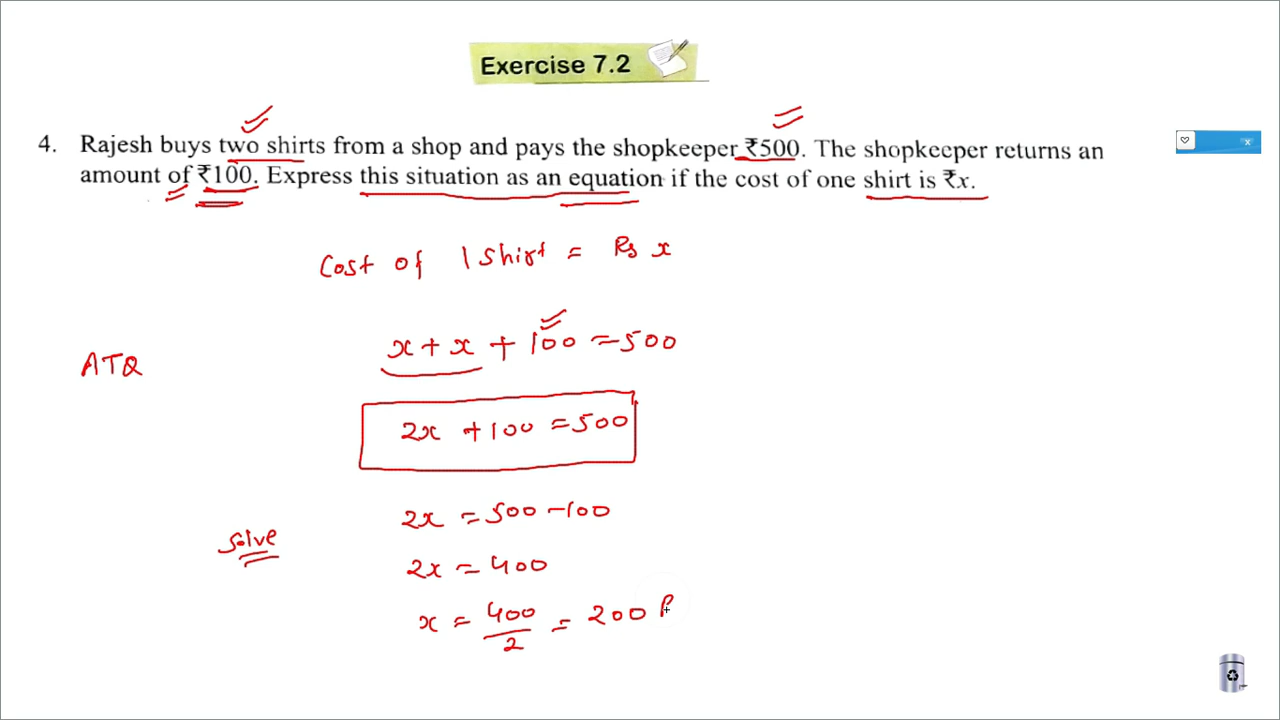 Exercise 7.2
4. Rajesh buys two shirts from a shop and pays the shopkeeper ₹500. The shopkeeper returns an
amount of ₹100. Express this situation as an equation if the cost of one shirt is ₹x.
Cost of 1 Shirt = Rs x
x + x + 100 = 500
ATQ
2x + 100 = 500
2x = 500 - 100
Solve
2x = 400
x = 400/2 = 200